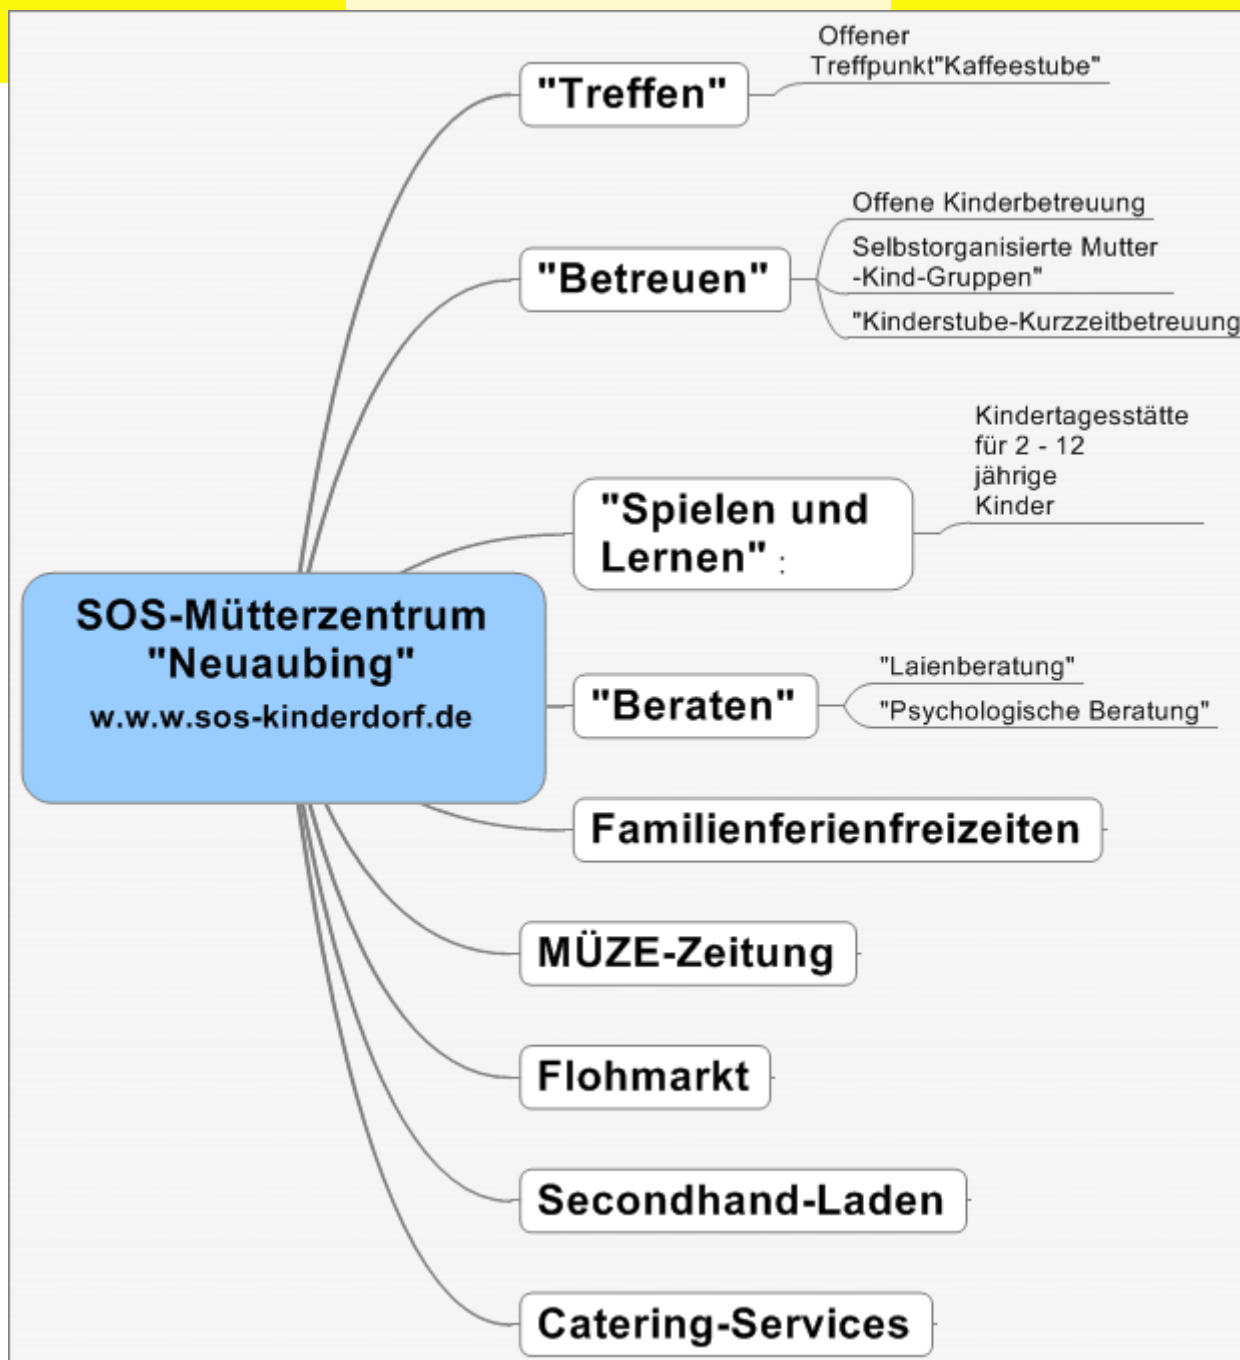 Offener
Treffpunkt"Kaffeestube"
"Treffen"
Offene Kinderbetreuung
Selbstorganisierte Mutter
-Kind-Gruppen"
"Betreuen"
"Kinderstube-Kurzzeitbetreuung
Kindertagesstätte
für 2 - 12
jährige
Kinder
"Spielen und
Lernen" :
SOS-Mütterzentrum
"Neuaubing"
w.w.w.sos-kinderdorf.de
"Laienberatung"
"Beraten"
"Psychologische Beratung"
Familienferienfreizeiten
MÜZE-Zeitung
Flohmarkt
Secondhand-Laden
Catering-Services